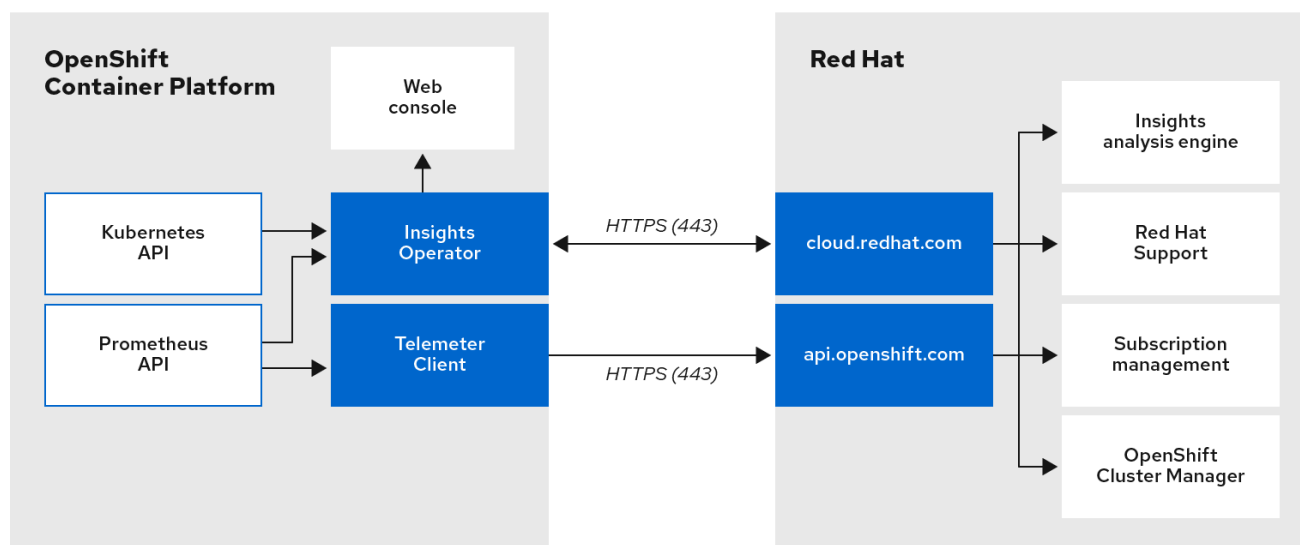 OpenShift
Container Platform
Web
console
Kubernetes
API
Insights
Operator
Prometheus
API
Telemeter
Client
HTTPS (443)
HTTPS (443)
Red Hat
cloud.redhat.com
api.openshift.com
Insights
analysis engine
Red Hat
Support
Subscription
management
OpenShift
Cluster Manager